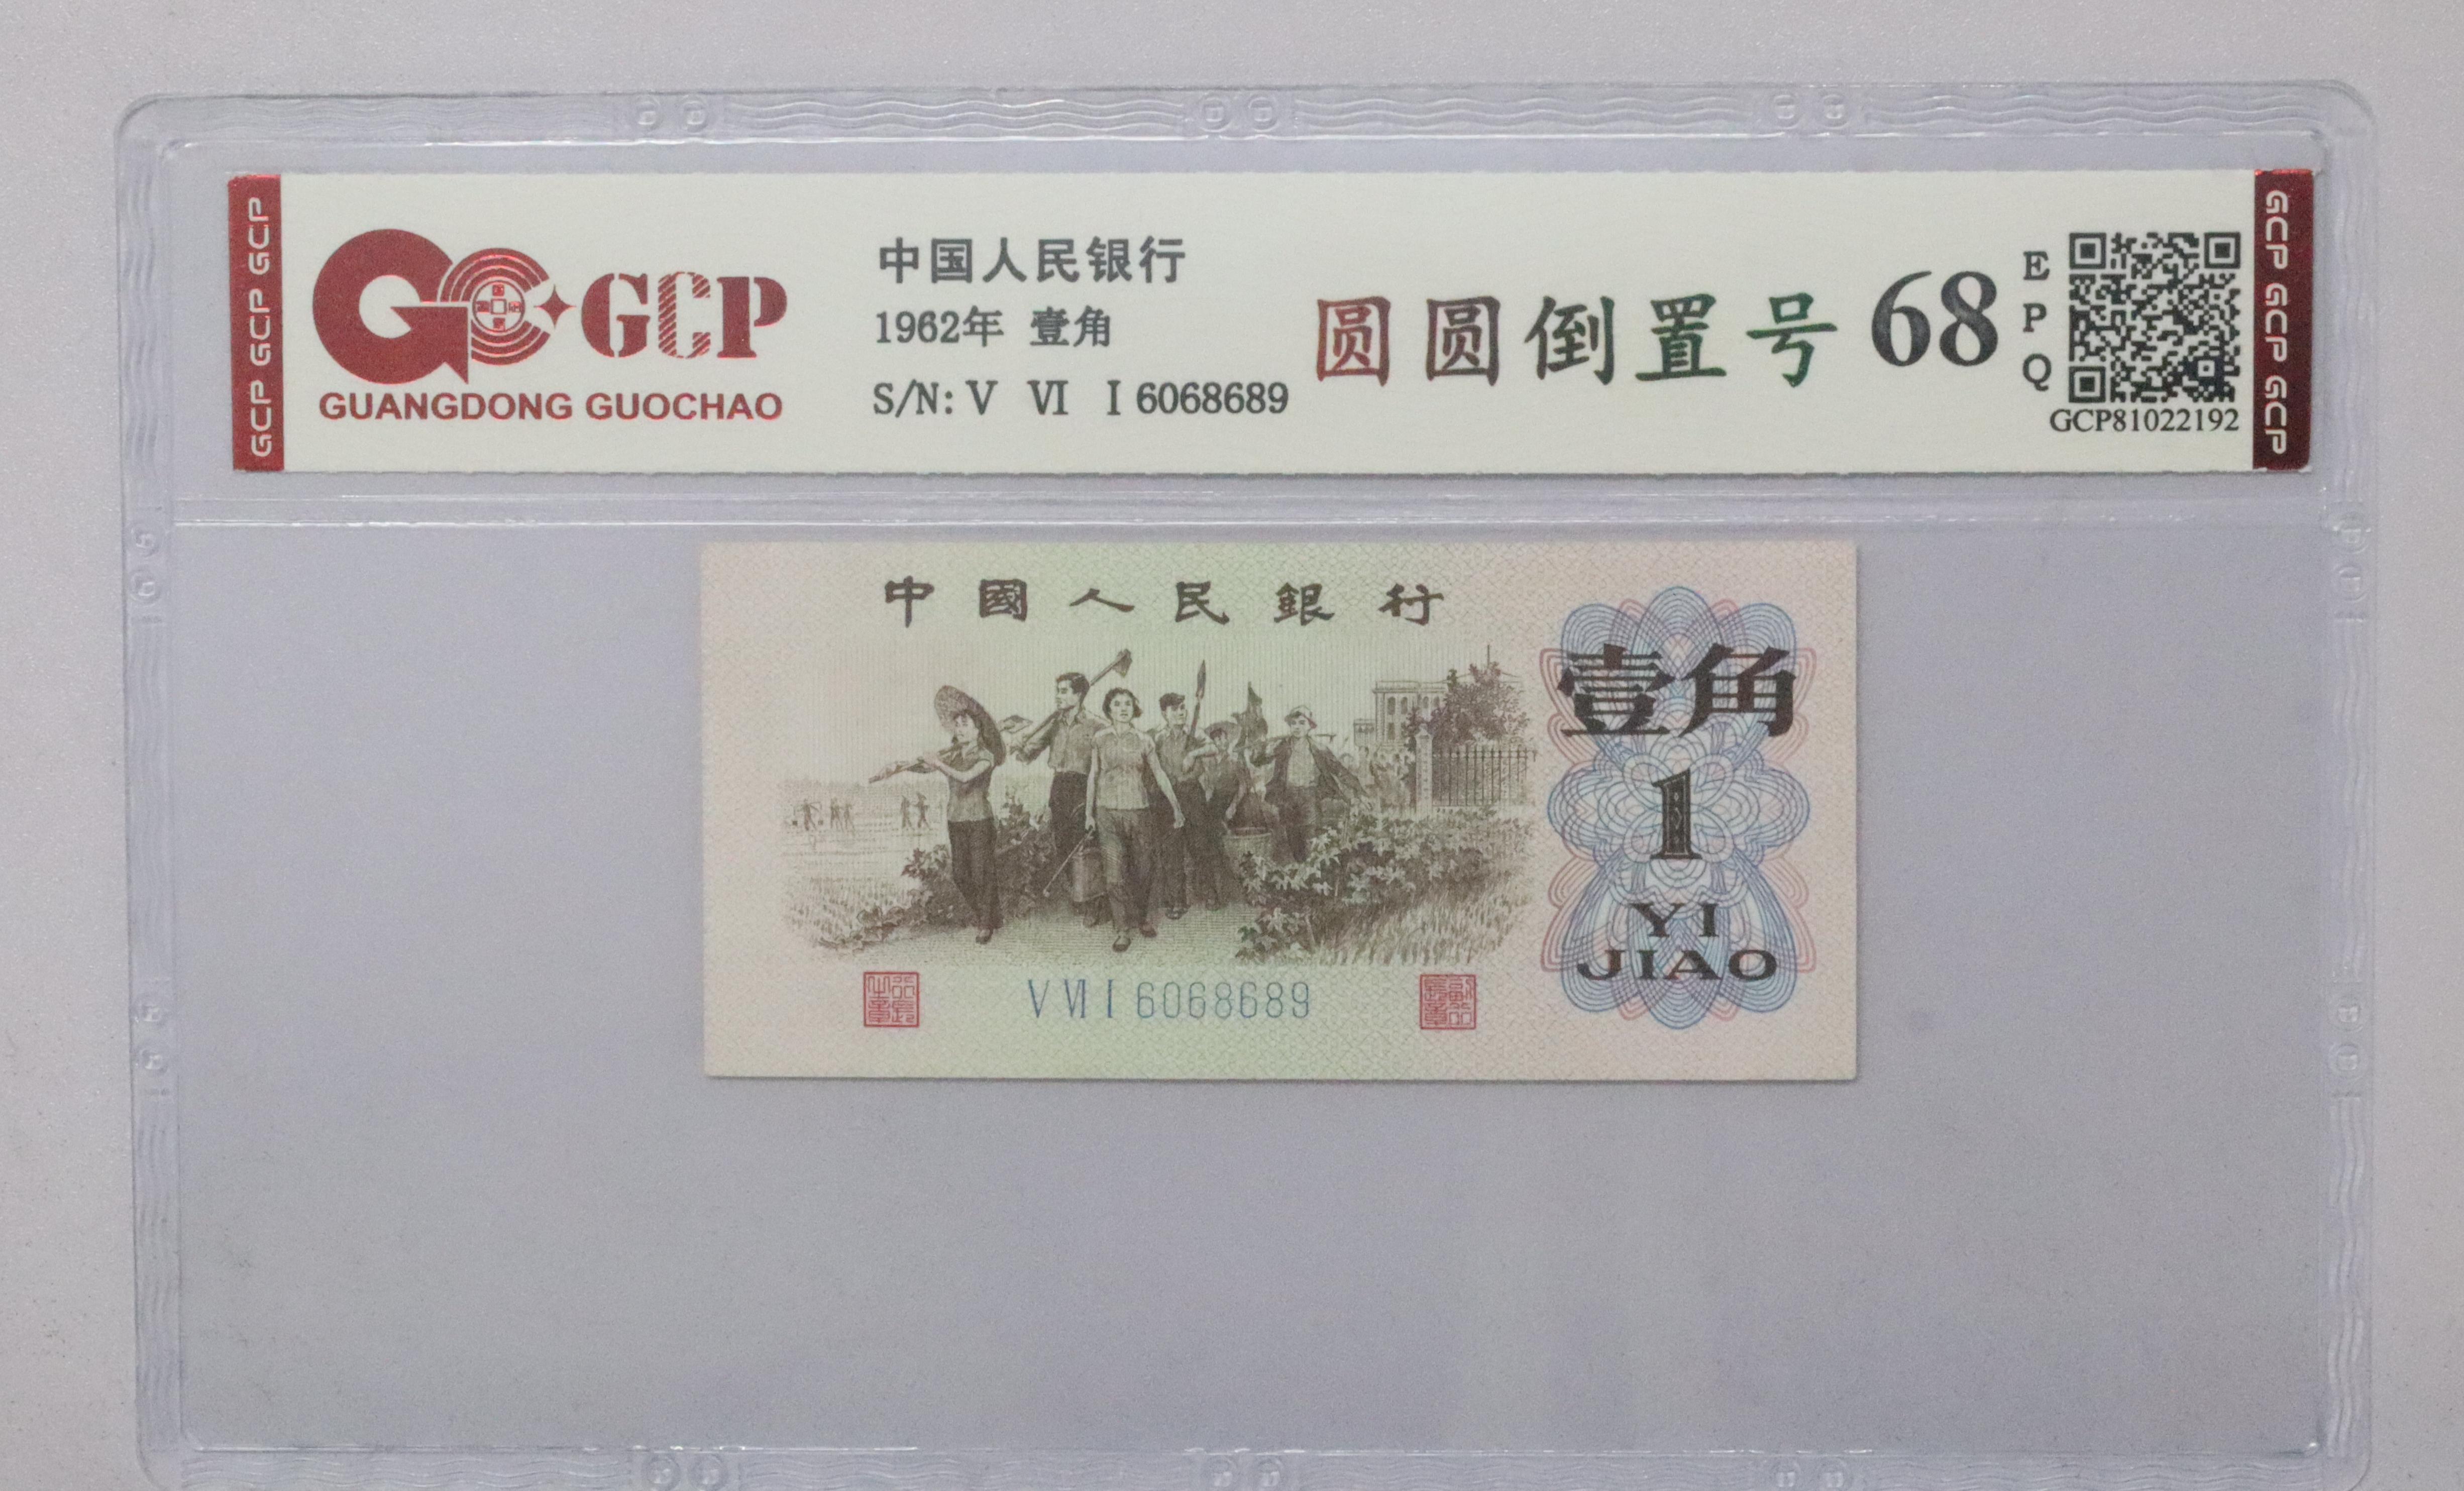 GCP GCP GCP
GCP
GUANGDONG GUOCHAO
中国人民银行
1962年 壹角
S/N: V VI I 6068689
圆圆倒置号
68
EPQ
GCP81022192
GCP GCP GCP
中國人民銀行
壹角
1
YI
JIAO
V VI I 6068689